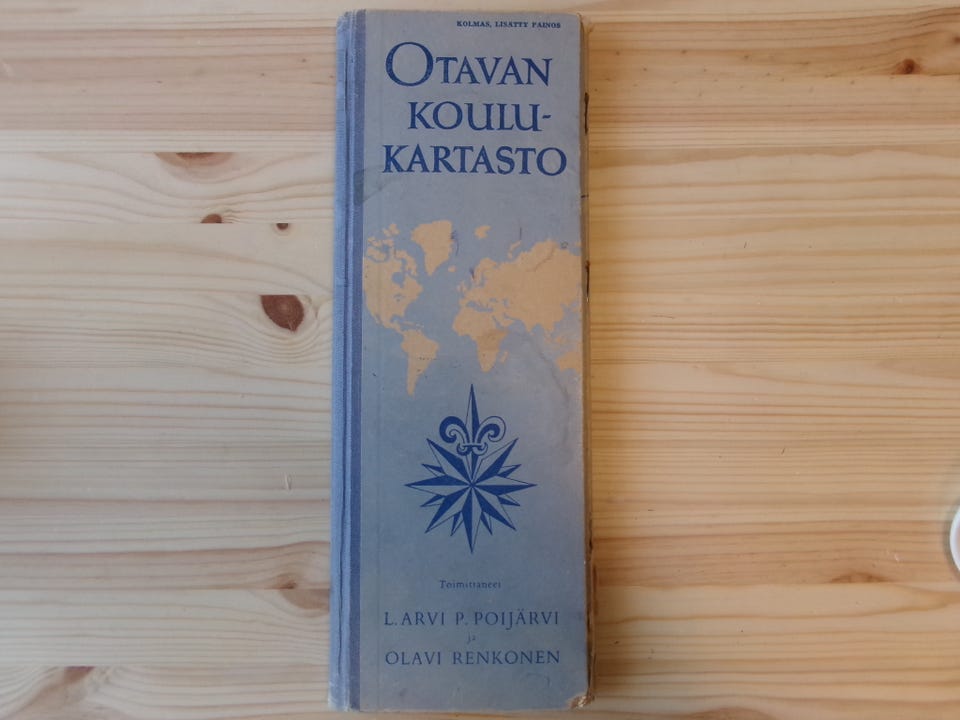 KOLMAS, LISÄTTY PAINOS
OTAVAN
KOULU-
KARTASTO
Toimittaneet
L. ARVI P. POIJÄRVI
ja
OLAVI RENKONEN